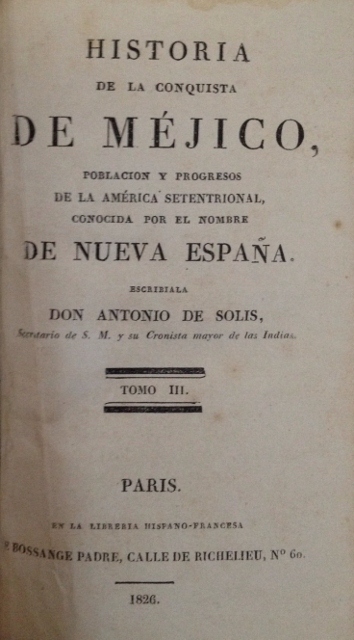 HISTORIA
DE LA CONQUISTA
DE MÉJICO,
POBLACION Y PROGRESOS
DE LA AMÉRICA SETENTRIONAL,
CONOCIDA POR EL NOMBRE
DE NUEVA ESPAÑA.
ESCRIBIALA
DON ANTONIO DE SOLIS,
Secretario de S. M. y su Cronista mayor de las Indias.
TOMO III.
PARIS.
EN LA LIBRERIA HISPANO-FRANCESA
BOSSANGE PADRE, CALLE DE RICHELIEU, Nº 60.
1826.